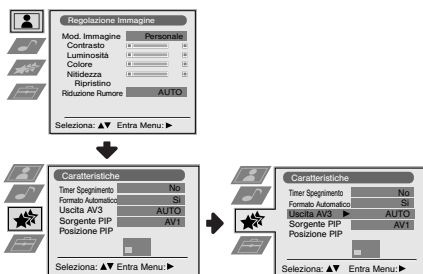 Regolazione Immagine
Mod. Immagine Personale
Contrasto
Luminosità
Colore
Nitidezza
Ripristino
Riduzione Rumore AUTO
Seleziona: ▲▼ Entra Menu: ▶
Caratteristiche
Timer Spegnimento No
Formato Automatico Si
Uscita AV3 AUTO
Sorgente PIP AV1
Posizione PIP
Seleziona: ▲▼ Entra Menu: ▶
Caratteristiche
Timer Spegnimento No
Formato Automatico Si
Uscita AV3 ▶ AUTO
Sorgente PIP AV1
Posizione PIP
Seleziona: ▲▼ Entra Menu: ▶